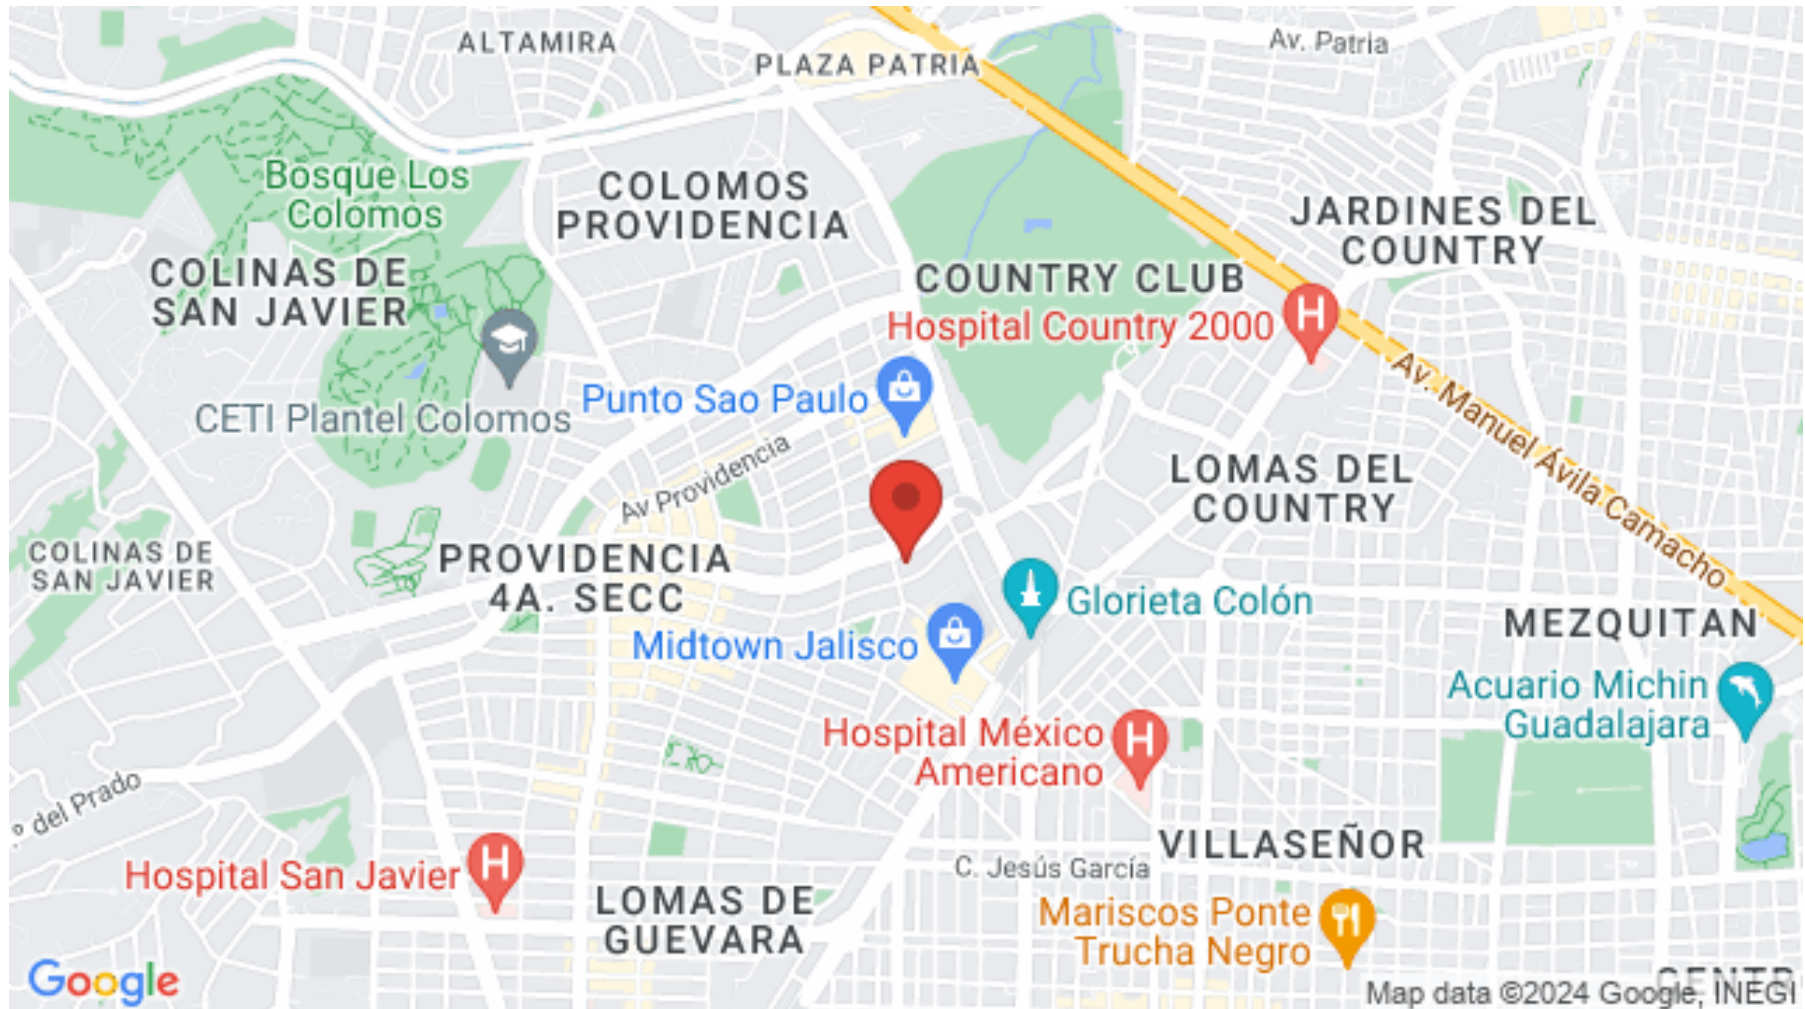 ALTAMIRA
PLAZA PATRIA
Av. Patria
Bosque Los
Colomos
COLOMOS
PROVIDENCIA
JARDINES DEL
COUNTRY
COLINAS DE
SAN JAVIER
COUNTRY CLUB
Hospital Country 2000
Punto Sao Paulo
CETI Plantel Colomos
Av. Manuel Ávila Camacho
Av Providencia
LOMAS DEL
COUNTRY
COLINAS DE
SAN JAVIER
PROVIDENCIA
4A. SECC
Glorieta Colón
MEZQUITAN
Midtown Jalisco
Acuario Michin
Guadalajara
Hospital México
Americano
.º del Prado
VILLASEÑOR
C. Jesús García
Hospital San Javier
LOMAS DE
GUEVARA
Mariscos Ponte
Trucha Negro
Google
CENTR
Map data ©2024 Google, INEGI